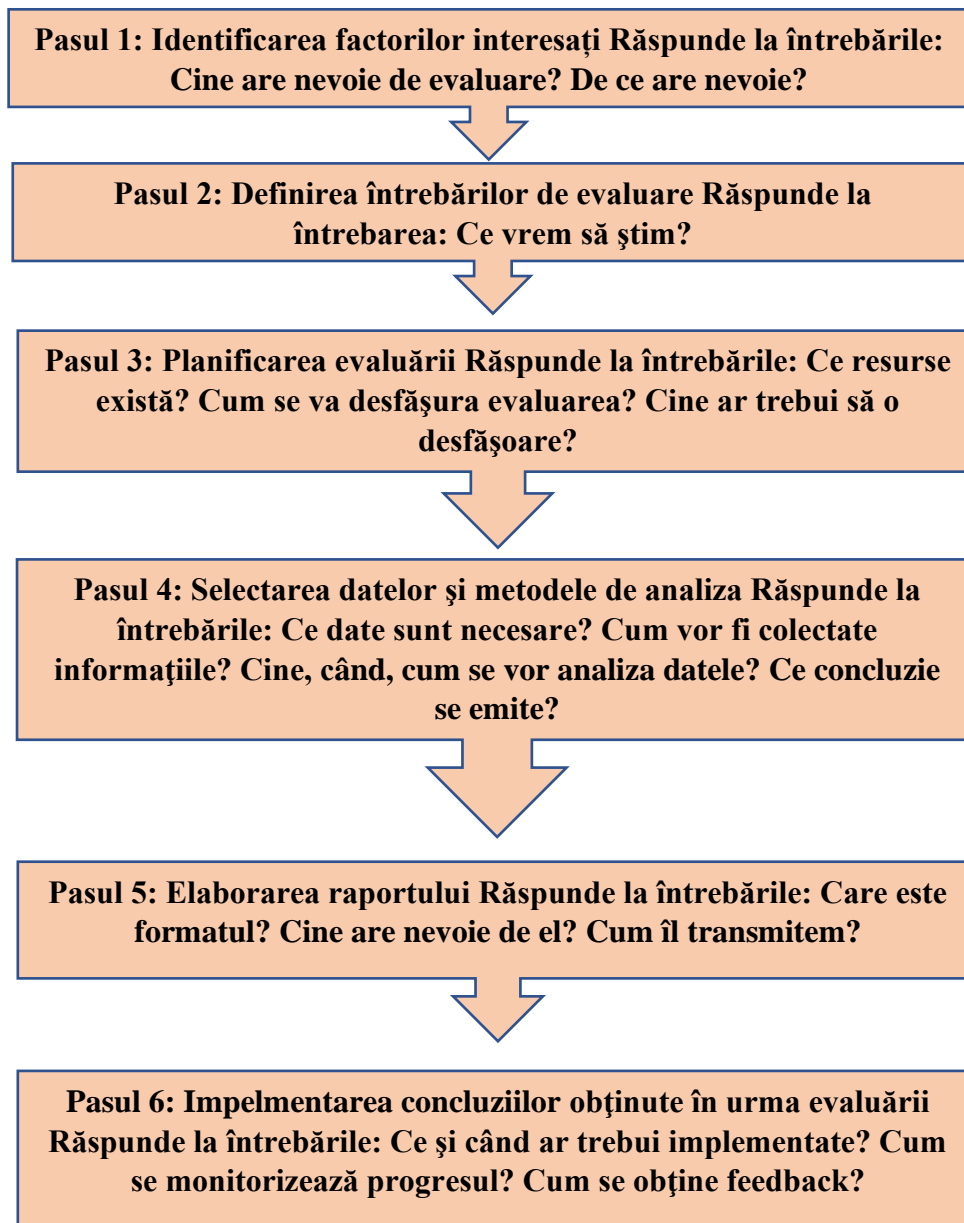 Pasul 1: Identificarea factorilor interesați Răspunde la întrebările:
Cine are nevoie de evaluare? De ce are nevoie?
Pasul 2: Definirea întrebărilor de evaluare Răspunde la
întrebarea: Ce vrem să ştim?
Pasul 3: Planificarea evaluării Răspunde la întrebările: Ce resurse
există? Cum se va desfăşura evaluarea? Cine ar trebui să o
desfăşoare?
Pasul 4: Selectarea datelor şi metodele de analiza Răspunde la
întrebările: Ce date sunt necesare? Cum vor fi colectate
informaţiile? Cine, când, cum se vor analiza datele? Ce concluzie
se emite?
Pasul 5: Elaborarea raportului Răspunde la întrebările: Care este
formatul? Cine are nevoie de el? Cum îl transmitem?
Pasul 6: Impelmentarea concluziilor obţinute în urma evaluării
Răspunde la întrebările: Ce şi când ar trebui implementate? Cum
se monitorizează progresul? Cum se obţine feedback?